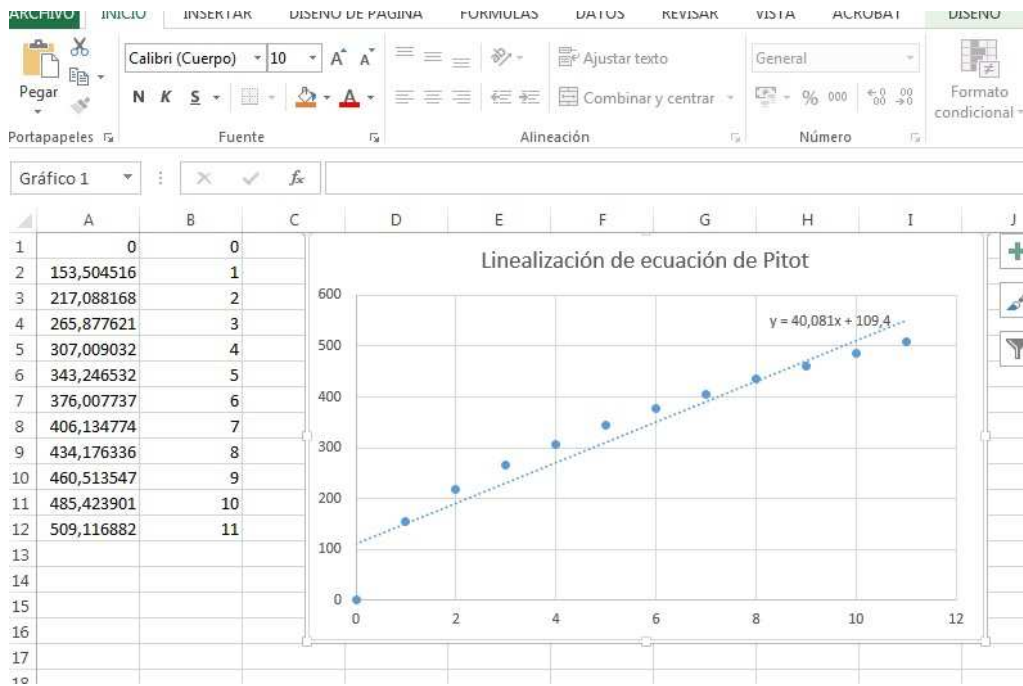 ARCHIVO INICIO INSERTAR DISEÑO DE PÁGINA FÓRMULAS DATOS REVISAR VISTA ACROBAT DISEÑO
Calibri (Cuerpo) 10 A A Ajustar texto General
Pegar N K S A Combinar y centrar % 000 Formato
condicional
Portapapeles Fuente Alineación Número
Gráfico 1 fx
A B C D E F G H I J
1 0 0
2 153,504516 1
3 217,088168 2
4 265,877621 3
5 307,009032 4
6 343,246532 5
7 376,007737 6
8 406,134774 7
9 434,176336 8
10 460,513547 9
11 485,423901 10
12 509,116882 11
13
14
15
16
17
18
Linealización de ecuación de Pitot
600
y = 40,081x + 109,4
500
400
300
200
100
0
0 2 4 6 8 10 12